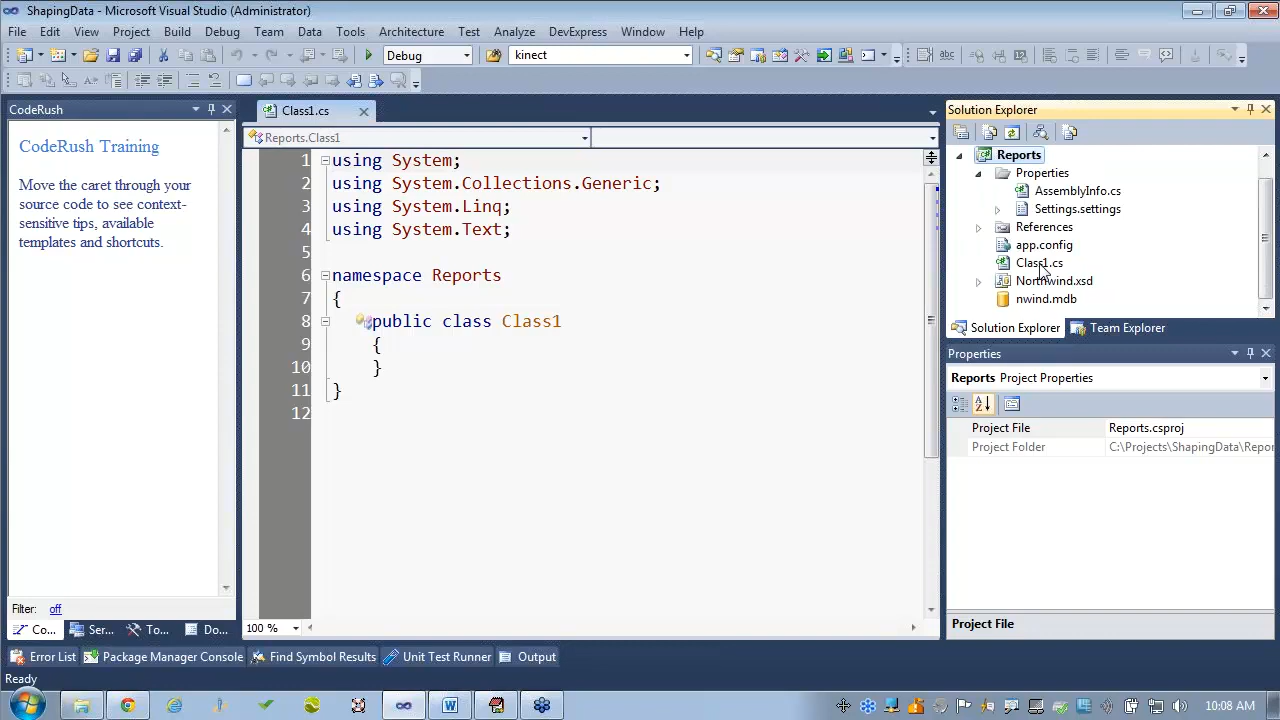 ShapingData - Microsoft Visual Studio (Administrator)
File Edit View Project Build Debug Team Data Tools Architecture Test Analyze DevExpress Window Help
Debug kinect
CodeRush
CodeRush Training
Move the caret through your
source code to see context-
sensitive tips, available
templates and shortcuts.
Filter: off
Co... Ser... To... Do...
Class1.cs
Reports.Class1
1 using System;
2 using System.Collections.Generic;
3 using System.Linq;
4 using System.Text;
5
6 namespace Reports
7 {
8 public class Class1
9 {
10 }
11 }
12
100 %
Solution Explorer
Reports
Properties
AssemblyInfo.cs
Settings.settings
References
app.config
Class1.cs
Northwind.xsd
nwind.mdb
Solution Explorer Team Explorer
Properties
Reports Project Properties
Project File Reports.csproj
Project Folder C:\Projects\ShapingData\Repor
Project File
Error List Package Manager Console Find Symbol Results Unit Test Runner Output
Ready
10:08 AM